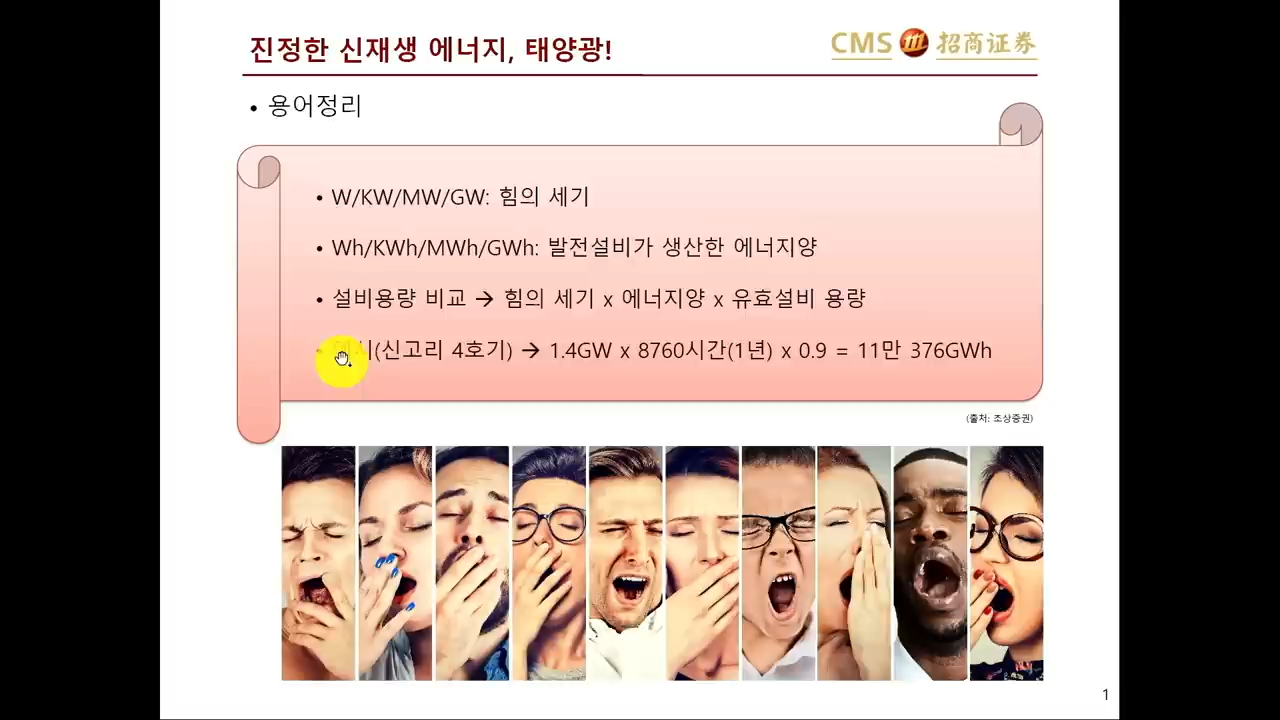 진정한 신재생 에너지, 태양광!
CMS 招商证券
• 용어정리
• W/KW/MW/GW: 힘의 세기
• Wh/KWh/MWh/GWh: 발전설비가 생산한 에너지양
• 설비용량 비교 → 힘의 세기 x 에너지양 x 유효설비 용량
• 예시(신고리 4호기) → 1.4GW x 8760시간(1년) x 0.9 = 11만 376GWh
(출처: 초상증권)
1